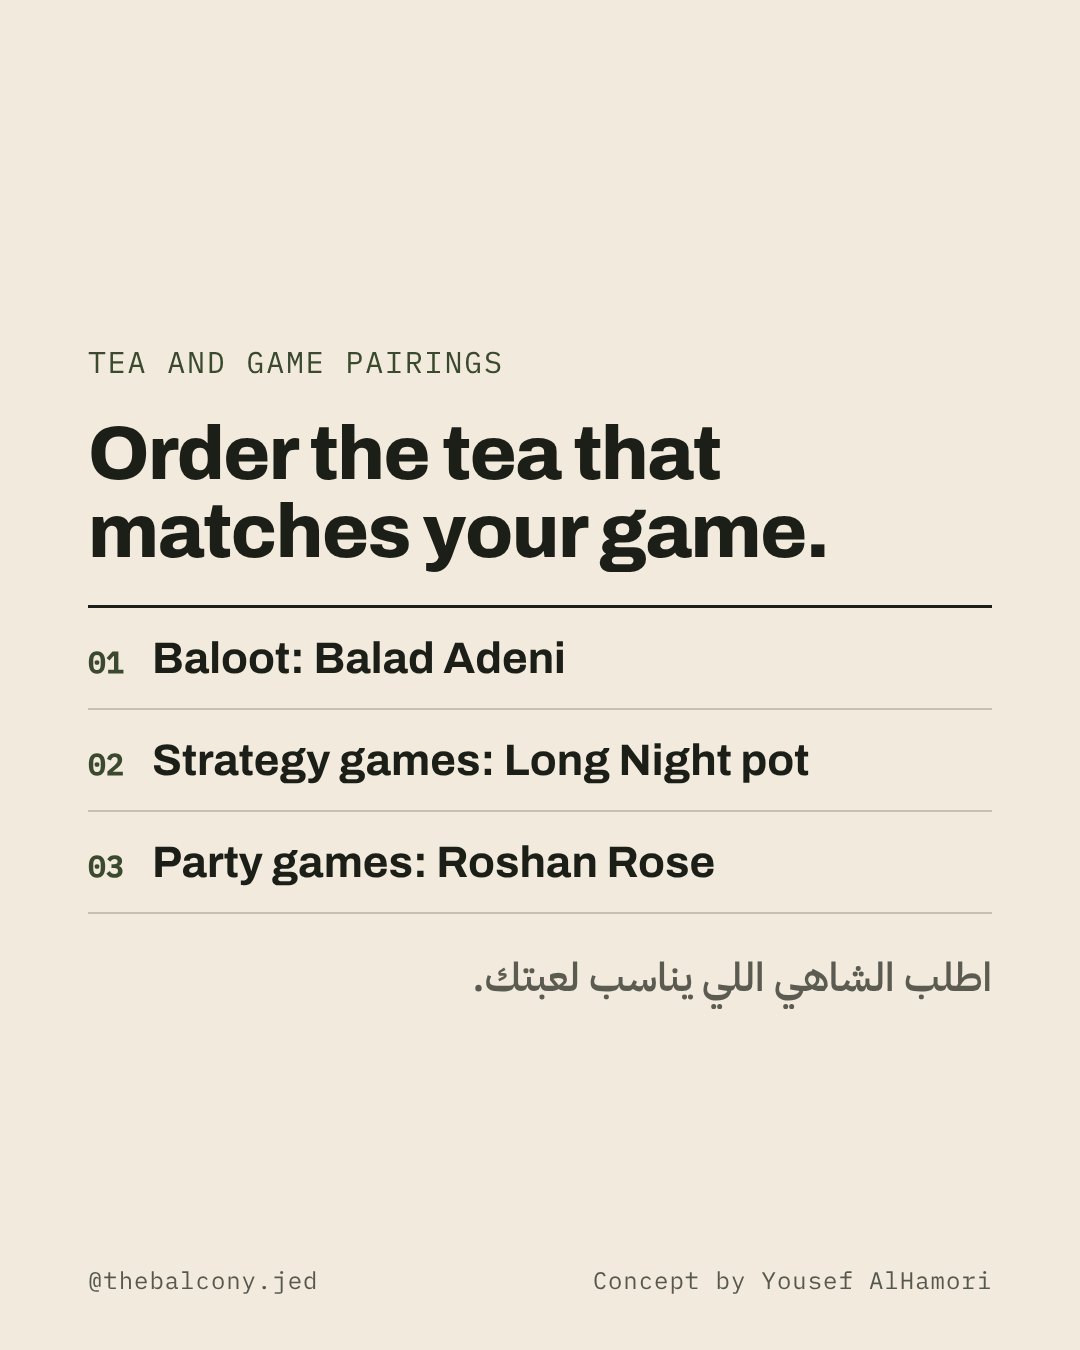 TEA AND GAME PAIRINGS
Order the tea that
matches your game.
01 Baloot: Balad Adeni
02 Strategy games: Long Night pot
03 Party games: Roshan Rose
اطلب الشاهي اللي يناسب لعبتك.
@thebalcony.jed
Concept by Yousef AlHamori